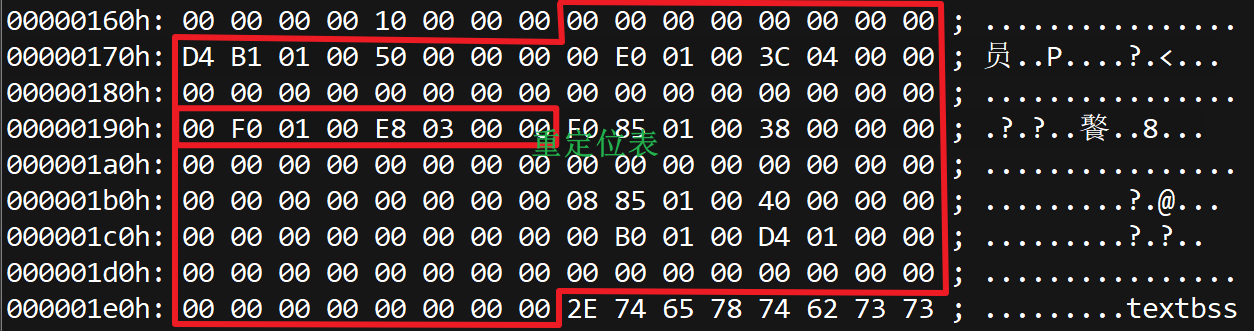 00000160h: 00 00 00 00 10 00 00 00 00 00 00 00 00 00 00 00 ; ................
00000170h: D4 B1 01 00 50 00 00 00 00 E0 01 00 3C 04 00 00 ; 员..P....?.<...
00000180h: 00 00 00 00 00 00 00 00 00 00 00 00 00 00 00 00 ; ................
00000190h: 00 F0 01 00 E8 03 00 00 F0 85 01 00 38 00 00 00 ; .?.?..餮..8...
重定位表
000001a0h: 00 00 00 00 00 00 00 00 00 00 00 00 00 00 00 00 ; ................
000001b0h: 00 00 00 00 00 00 00 00 08 85 01 00 40 00 00 00 ; .........?.@...
000001c0h: 00 00 00 00 00 00 00 00 00 B0 01 00 D4 01 00 00 ; .........?.?..
000001d0h: 00 00 00 00 00 00 00 00 00 00 00 00 00 00 00 00 ; ................
000001e0h: 00 00 00 00 00 00 00 00 2E 74 65 78 74 62 73 73 ; .........textbss